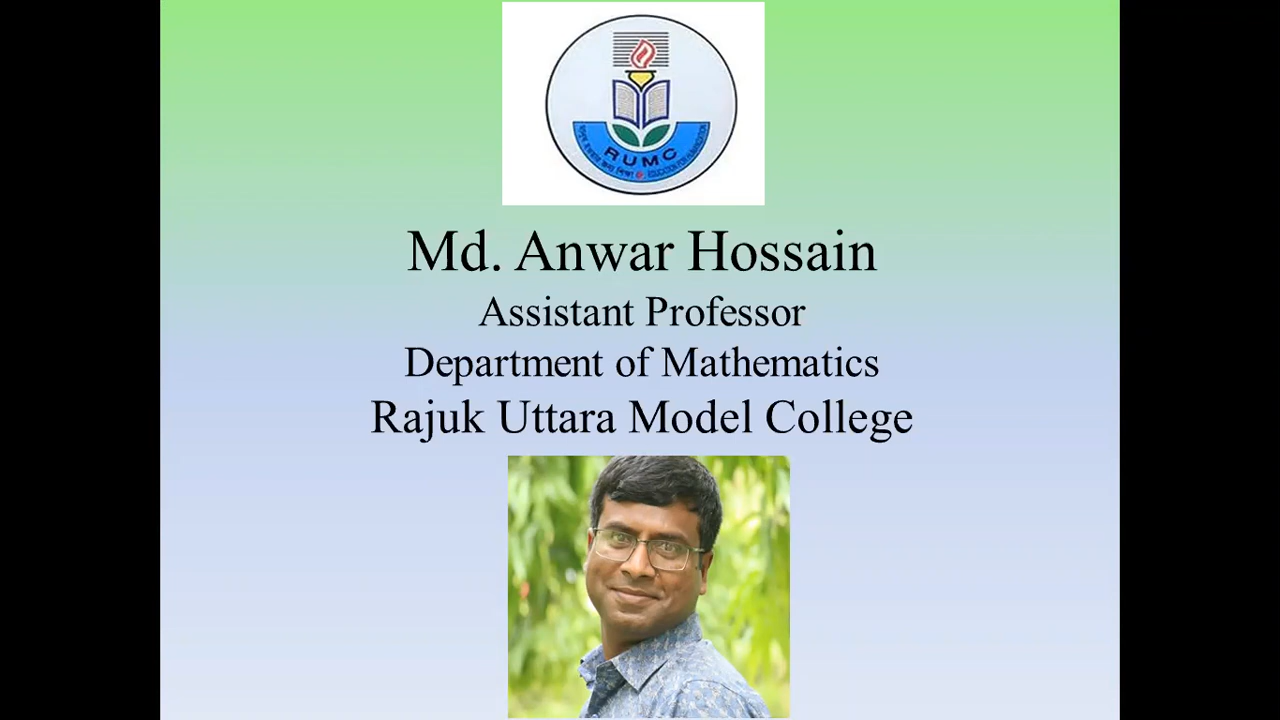 RUMC
Md. Anwar Hossain
Assistant Professor
Department of Mathematics
Rajuk Uttara Model College